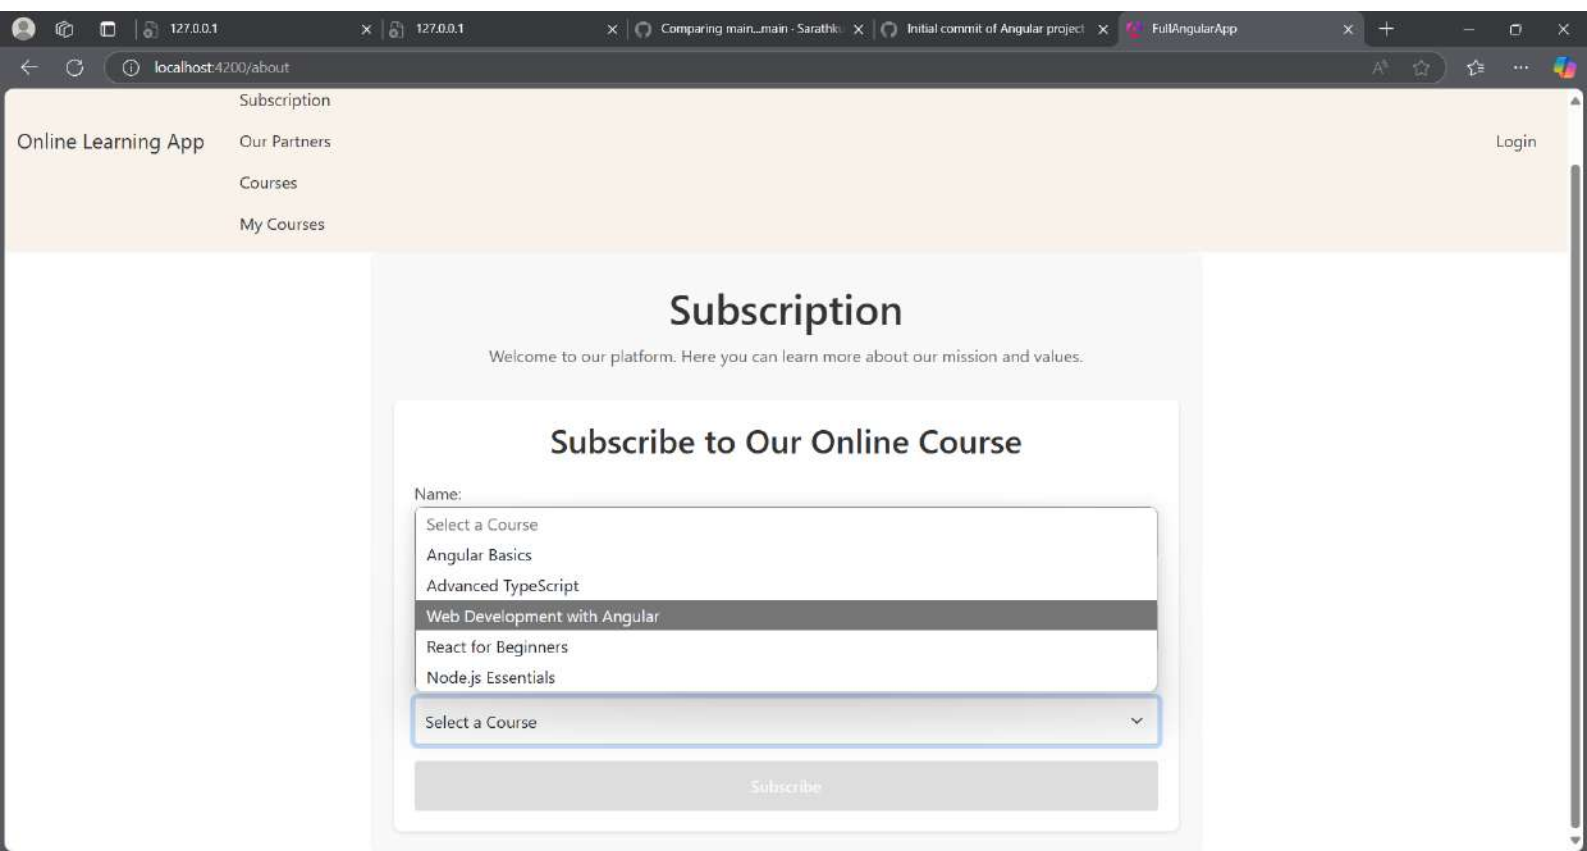 127.0.0.1
127.0.0.1
Comparing main...main · Sarathk
Initial commit of Angular project
FullAngularApp
localhost:4200/about
Subscription
Online Learning App
Our Partners
Login
Courses
My Courses
Subscription
Welcome to our platform. Here you can learn more about our mission and values.
Subscribe to Our Online Course
Name:
Select a Course
Angular Basics
Advanced TypeScript
Web Development with Angular
React for Beginners
Node.js Essentials
Select a Course
Subscribe